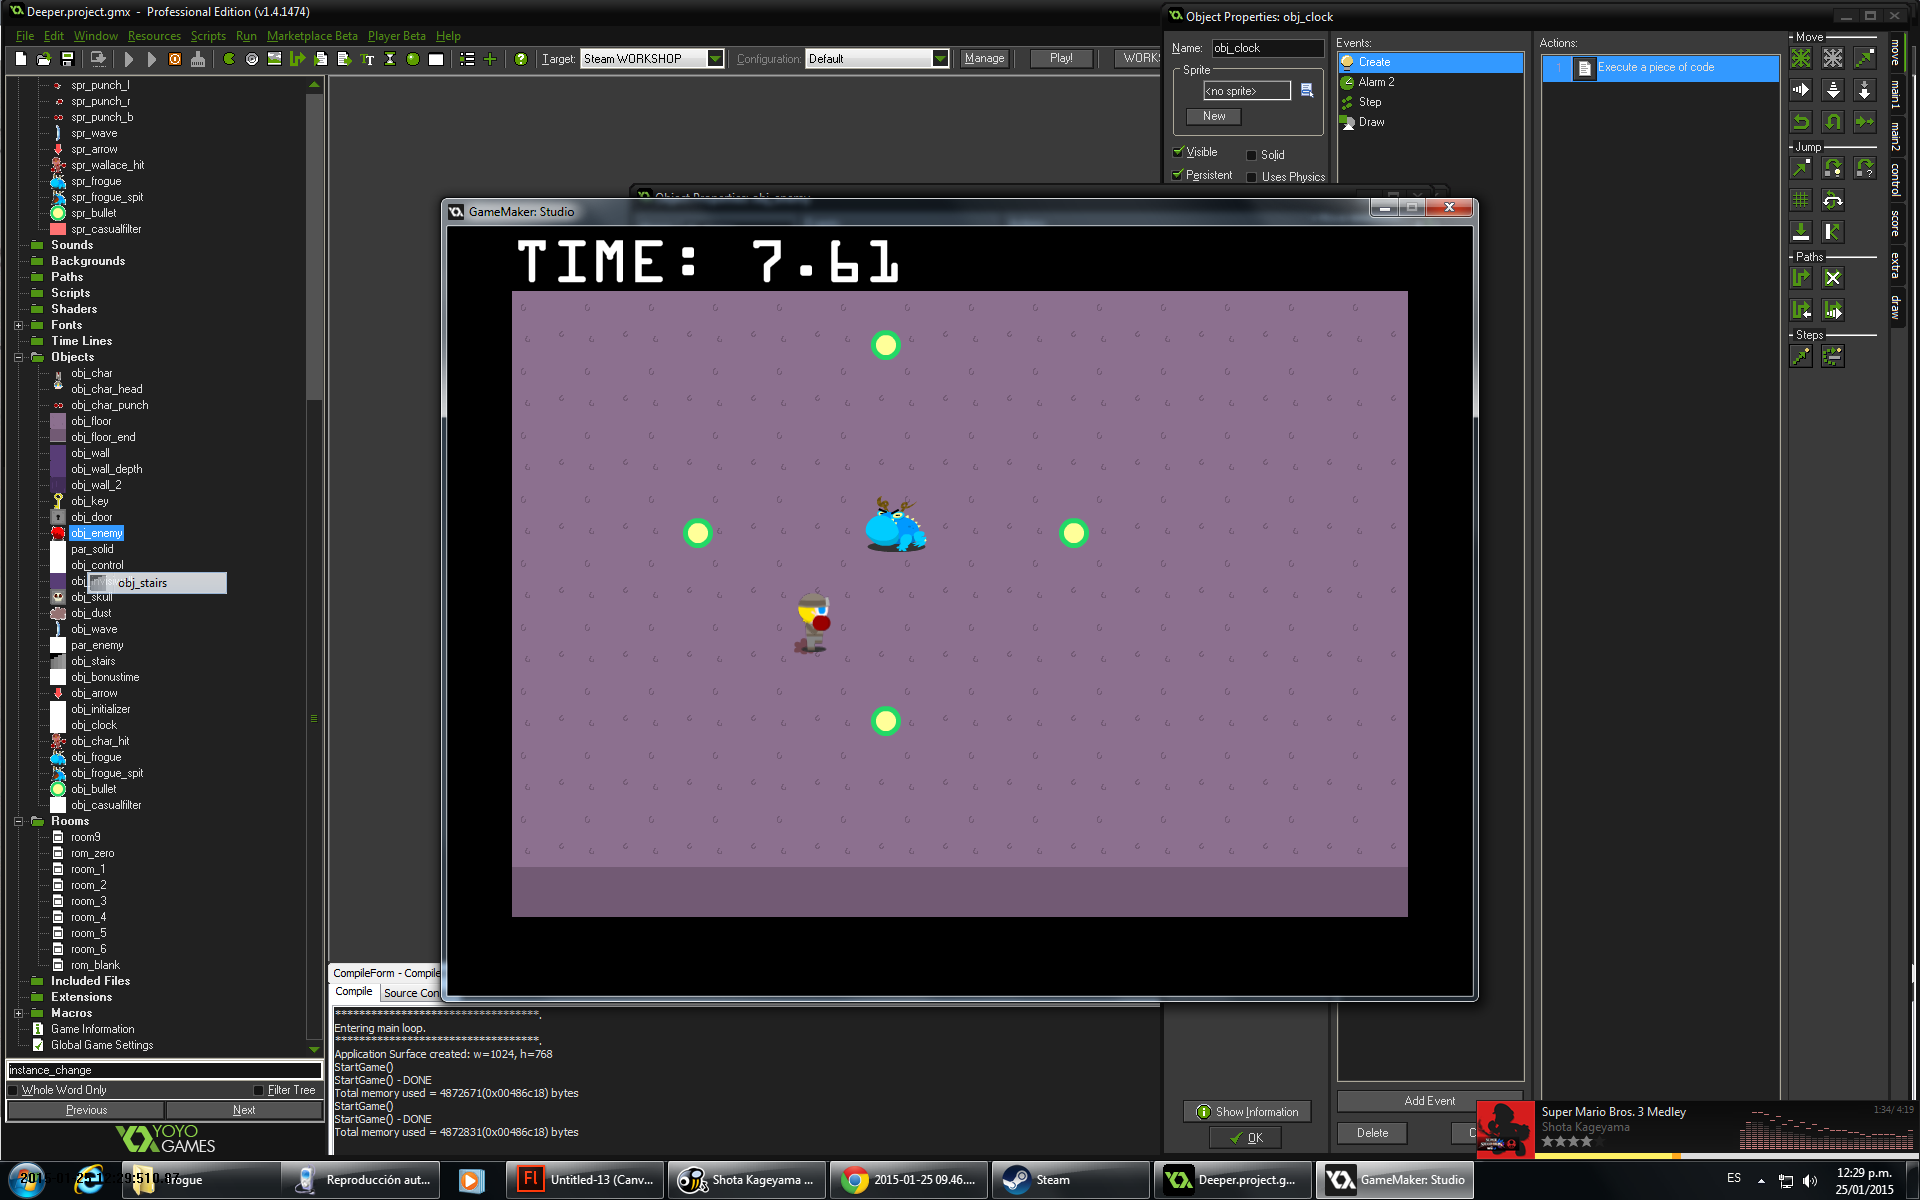 Deeper.project.gmx - Professional Edition (v1.4.1474)
File Edit Window Resources Scripts Run Marketplace Beta Player Beta Help
Target: Steam WORKSHOP Configuration: Default Manage Play! WORKS
spr_punch_l
spr_punch_r
spr_punch_b
spr_wave
spr_arrow
spr_wallace_hit
spr_frogue
spr_frogue_spit
spr_bullet
spr_casualfilter
Sounds
Backgrounds
Paths
Scripts
Shaders
Fonts
Time Lines
Objects
obj_char
obj_char_head
obj_char_punch
obj_floor
obj_floor_end
obj_wall
obj_wall_depth
obj_wall_2
obj_key
obj_door
obj_enemy
par_solid
obj_control
obj_stairs
obj_skull
obj_dust
obj_wave
par_enemy
obj_stairs
obj_bonustime
obj_arrow
obj_initializer
obj_clock
obj_char_hit
obj_frogue
obj_frogue_spit
obj_bullet
obj_casualfilter
Rooms
room9
rom_zero
room_1
room_2
room_3
room_4
room_5
room_6
rom_blank
Included Files
Extensions
Macros
Game Information
Global Game Settings
instance_change
Whole Word Only Filter Tree
Previous Next
YOYO
GAMES
Object Properties: obj_clock
Name: obj_clock
Sprite
<no sprite>
New
Visible Solid
Persistent Uses Physics
Events:
Create
Alarm 2
Step
Draw
Actions:
1 Execute a piece of code
Move
Jump
Paths
Steps
move
main1
main2
control
score
extra
draw
Object Properties: obj_enemy
GameMaker: Studio
TIME: 7.61
CompileForm - Compile
Compile Source Con
***********************************.
Entering main loop.
***********************************.
Application Surface created: w=1024, h=768
StartGame()
StartGame() - DONE
Total memory used = 4872671(0x00486c18) bytes
StartGame()
StartGame() - DONE
Total memory used = 4872831(0x00486c18) bytes
Show Information
OK
Add Event
Delete
Super Mario Bros. 3 Medley
Shota Kageyama
1:34/ 4:19
Reproducción aut...
Untitled-13 (Canv...
Shota Kageyama ...
2015-01-25 09.46....
Steam
Deeper.project.g...
GameMaker: Studio
ES
12:29 p.m.
25/01/2015